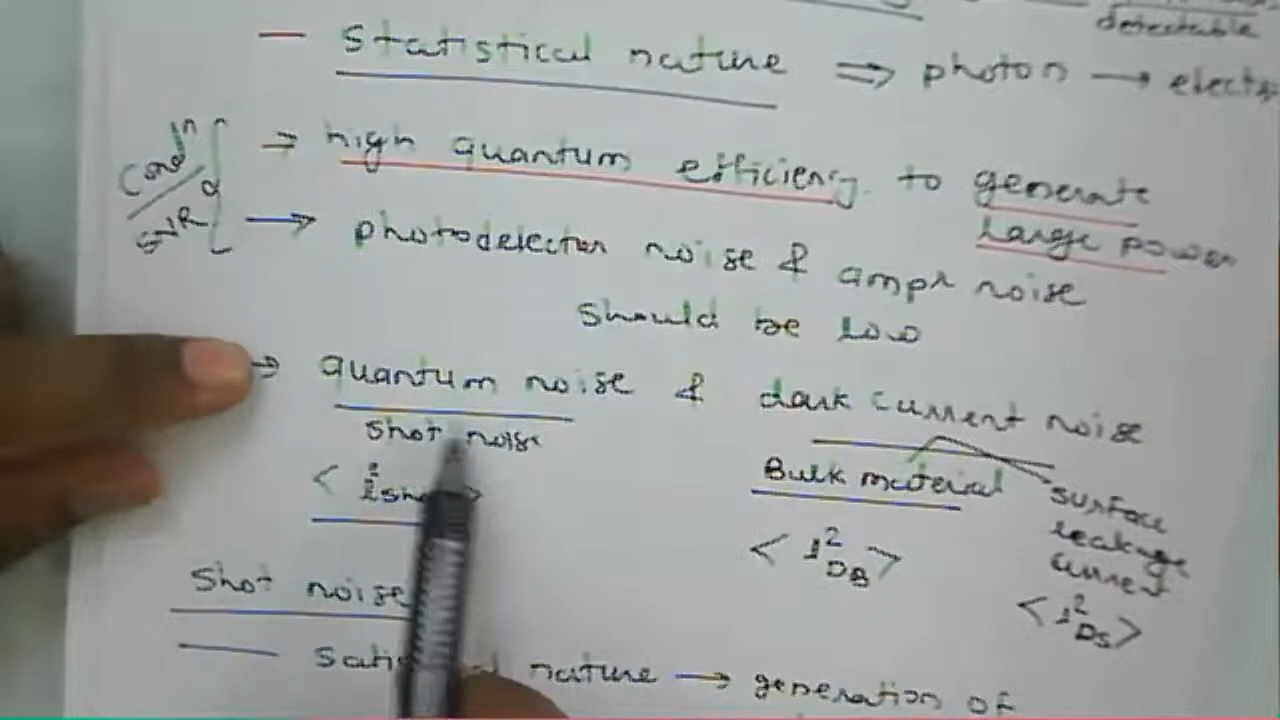 detectable
— Statistical nature ⇒ photon → elect
Condⁿ of SNR
⇒ high quantum efficiency to generate
large power
→ photodetector noise & ampr noise
should be low
→ quantum noise & dark current noise
shot noise
Bulk material
surface
leakage
current
< i²sh >
< i²DB >
< i²DS >
Shot noise
— nature → generation of